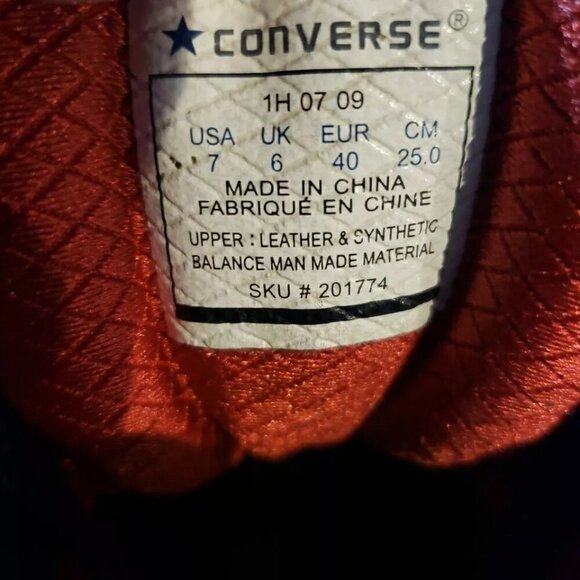 CONVERSE®
1H 07 09
USA UK EUR CM
7 6 40 25.0
MADE IN CHINA
FABRIQUÉ EN CHINE
UPPER : LEATHER & SYNTHETIC
BALANCE MAN MADE MATERIAL
SKU # 201774